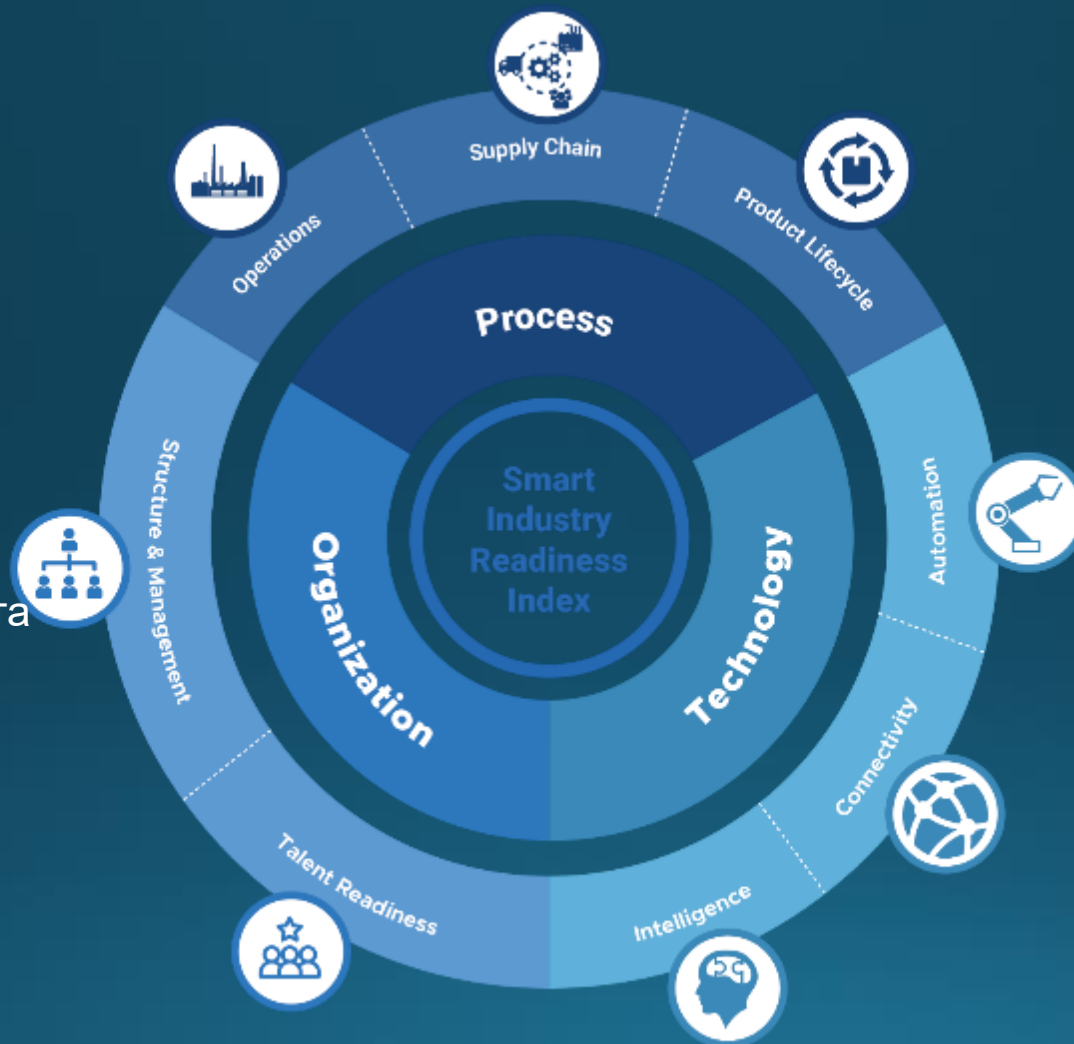 Supply Chain
Operations
Product Lifecycle
Process
Smart
Industry
Readiness
Index
Automation
Structure & Management
Organization
Technology
та
Connectivity
Talent Readiness
Intelligence